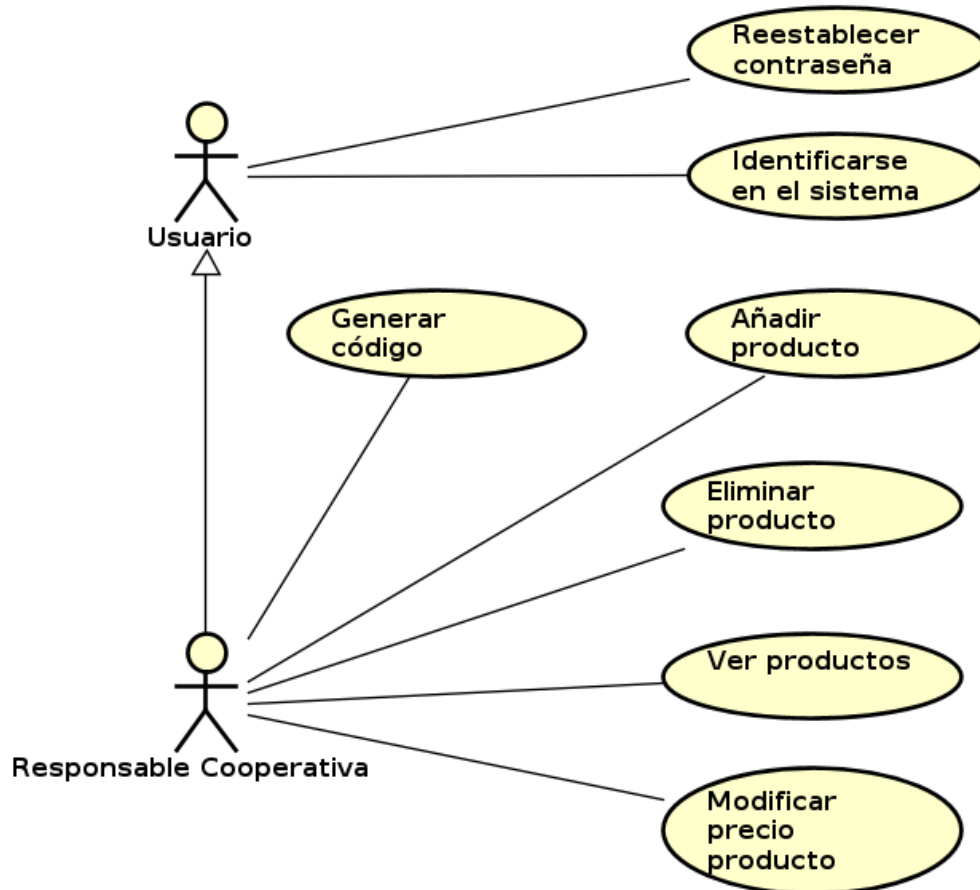 Reestablecer
contraseña
Identificarse
en el sistema
Usuario
Generar
código
Añadir
producto
Eliminar
producto
Ver productos
Responsable Cooperativa
Modificar
precio
producto